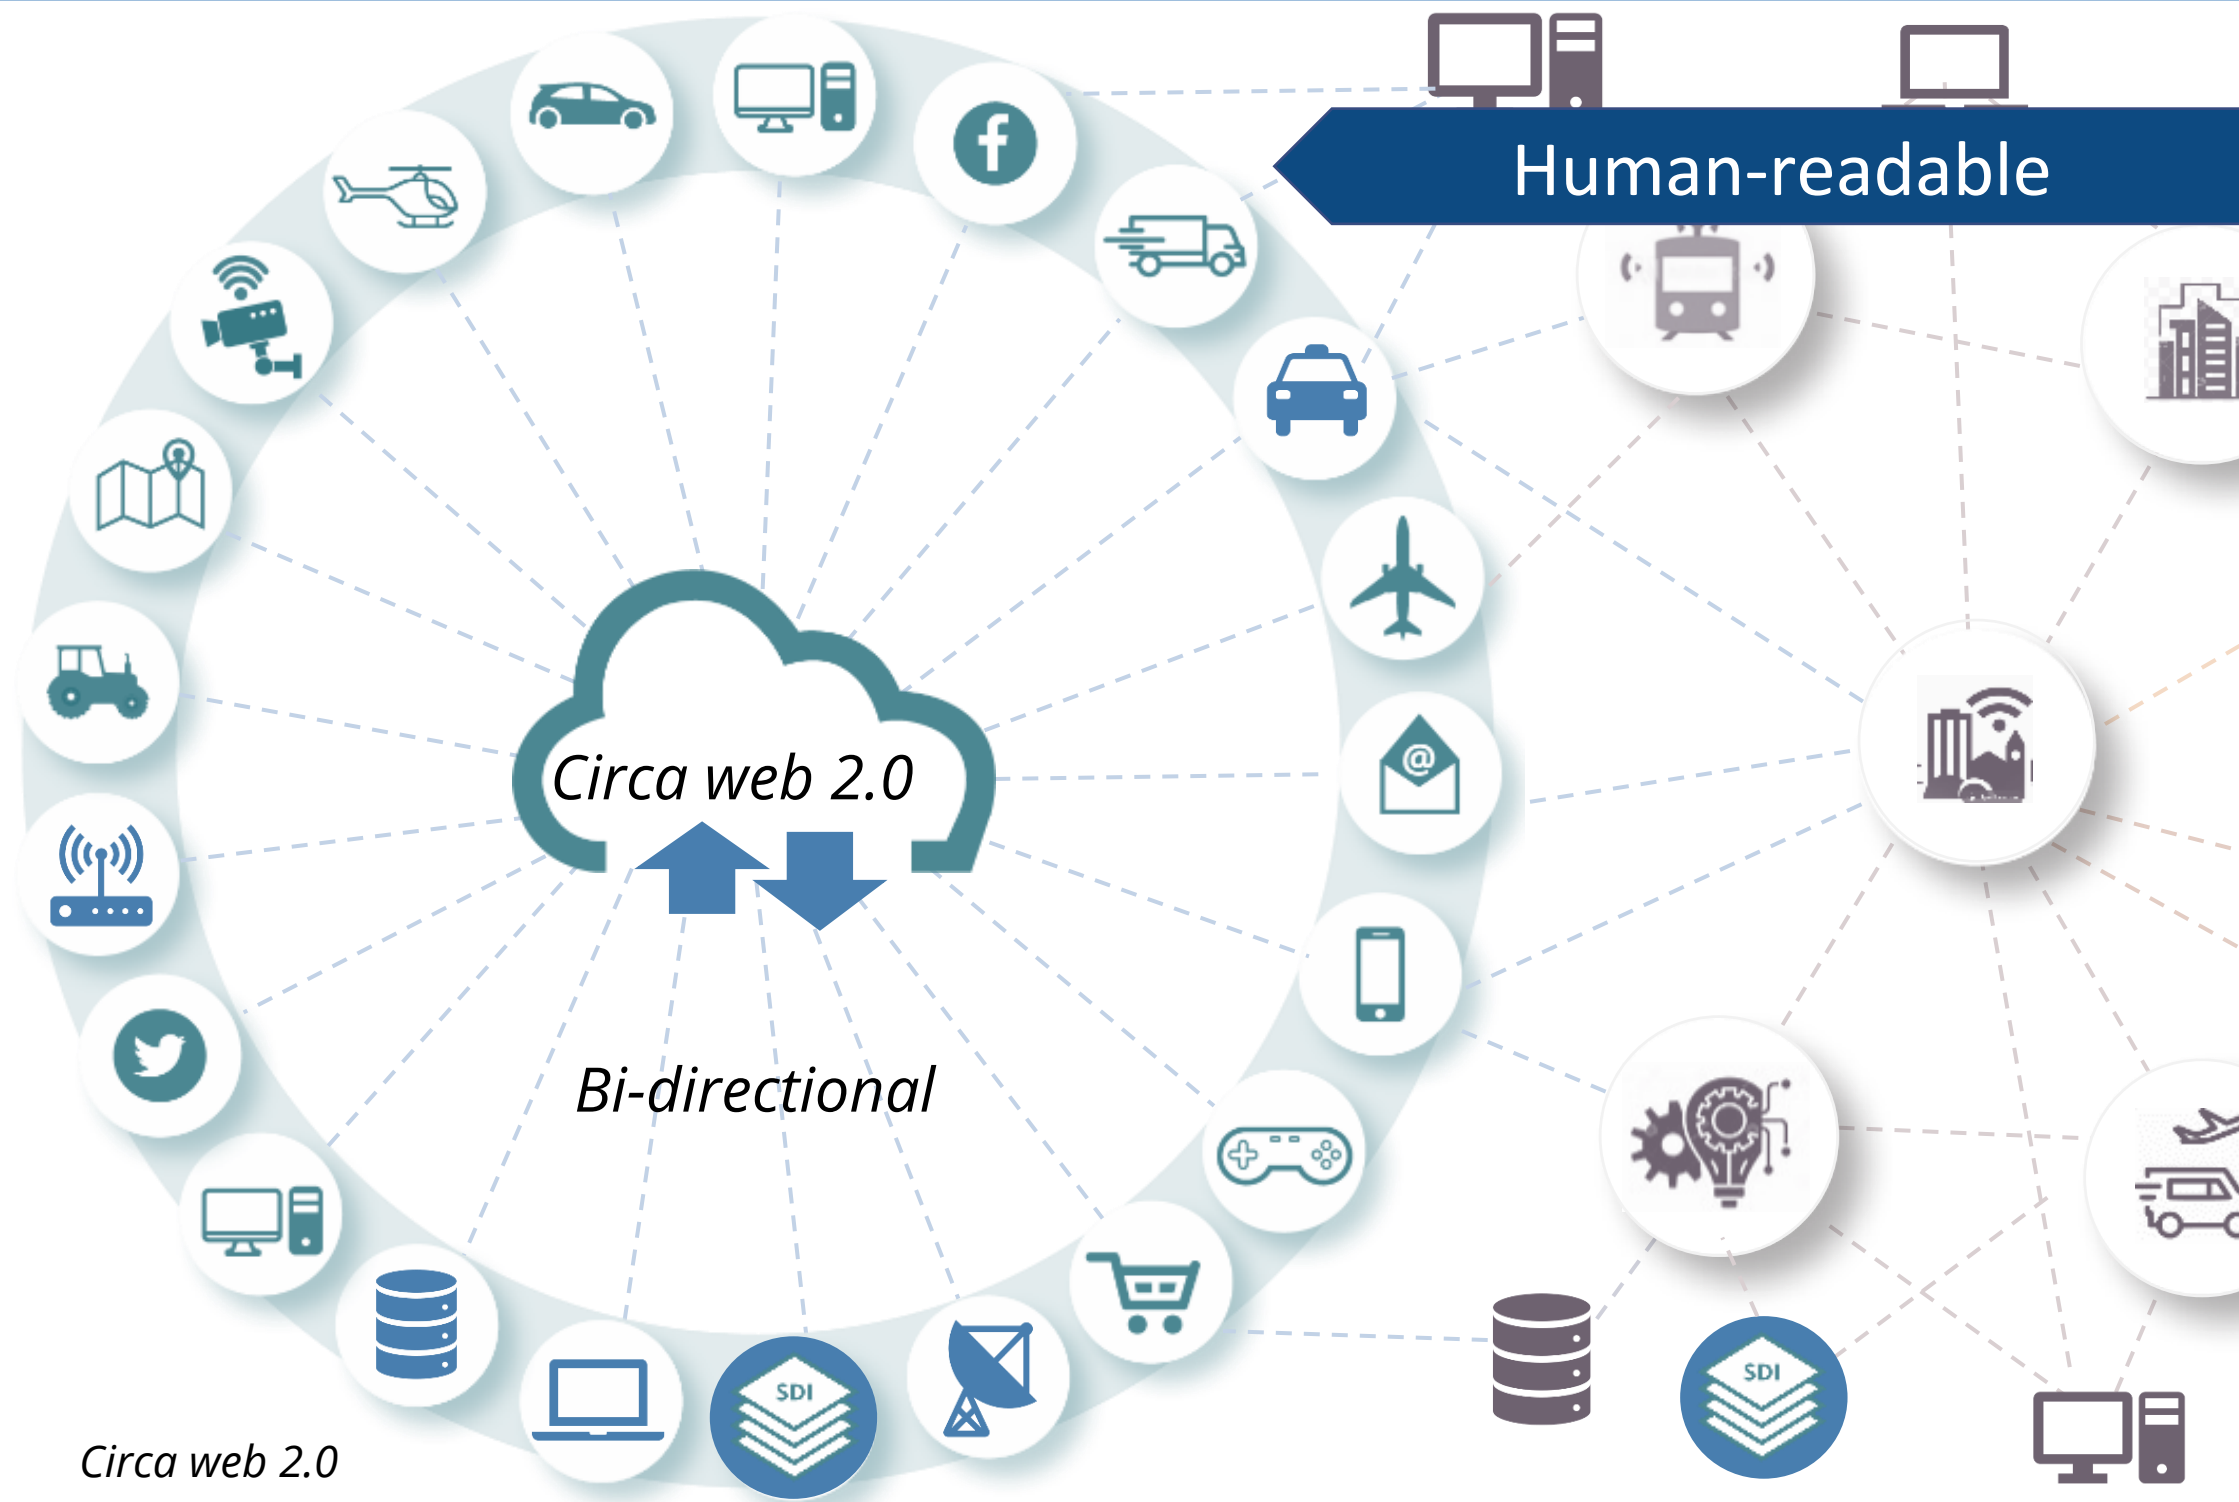 Human-readable
Circa web 2.0
Bi-directional
SDI
SDI
Circa web 2.0